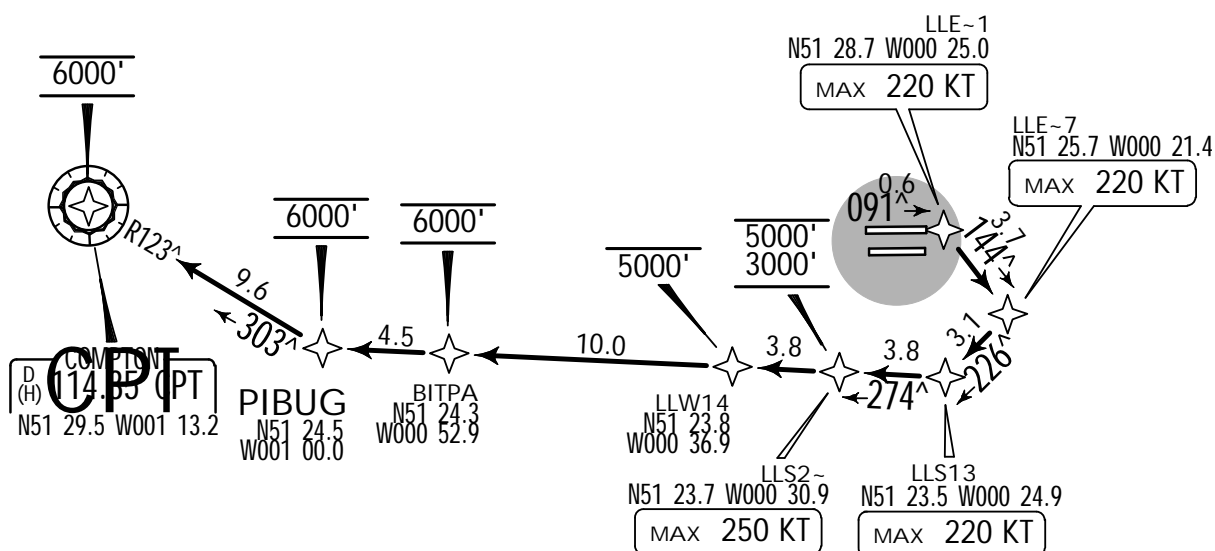 LLE~1
N51 28.7 W000 25.0
MAX 220 KT
6000'
LLE~7
N51 25.7 W000 21.4
MAX 220 KT
0.6
091^
3.7
144^
6000'
6000'
5000'
3000'
5000'
R123^
9.6
303^
4.5
10.0
3.8
3.8
274^
3.1
226^
COMPTON
D
(H) 114.35 CPT
CPT
N51 29.5 W001 13.2
PIBUG
N51 24.5
W001 00.0
BITPA
N51 24.3
W000 52.9
LLW14
N51 23.8
W000 36.9
LLS2~
N51 23.7 W000 30.9
MAX 250 KT
LLS13
N51 23.5 W000 24.9
MAX 220 KT